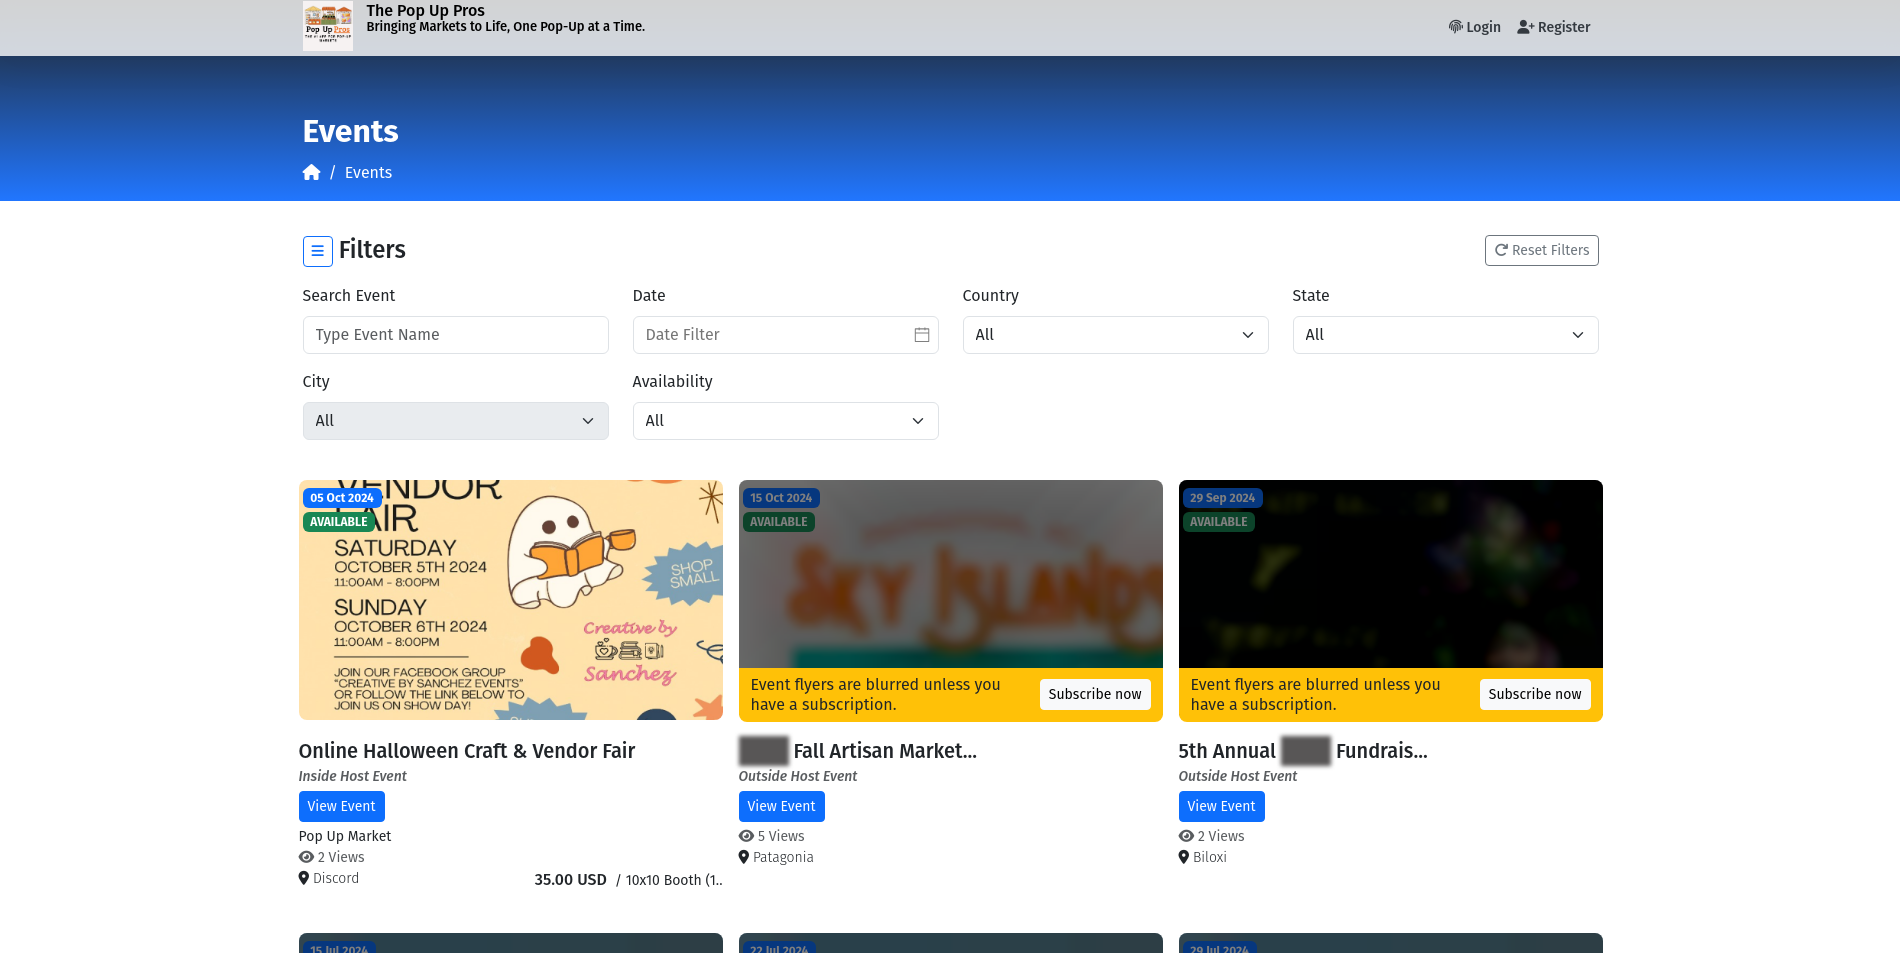 The Pop Up Pros
Bringing Markets to Life, One Pop-Up at a Time.
Pop Up Pros
Login
Register
Events
/ Events
Filters
Reset Filters
Search Event
Date
Country
State
Type Event Name
Date Filter
All
All
City
Availability
All
All
05 Oct 2024
AVAILABLE
VENDOR
FAIR
SATURDAY
OCTOBER 5TH 2024
11:00AM - 8:00PM
SUNDAY
OCTOBER 6TH 2024
11:00AM - 8:00PM
JOIN OUR FACEBOOK GROUP
"CREATIVE BY SANCHEZ EVENTS"
OR FOLLOW THE LINK BELOW TO
JOIN US ON SHOW DAY!
SHOP
SMALL
Creative by
Sanchez
Online Halloween Craft & Vendor Fair
Inside Host Event
View Event
Pop Up Market
2 Views
Discord
35.00 USD / 10x10 Booth (1..
15 Oct 2024
AVAILABLE
SKY ISLANDS
Event flyers are blurred unless you
have a subscription.
Subscribe now
Fall Artisan Market...
Outside Host Event
View Event
5 Views
Patagonia
29 Sep 2024
AVAILABLE
Event flyers are blurred unless you
have a subscription.
Subscribe now
5th Annual Fundrais...
Outside Host Event
View Event
2 Views
Biloxi
15 Jul 2024
22 Jul 2024
29 Jul 2024